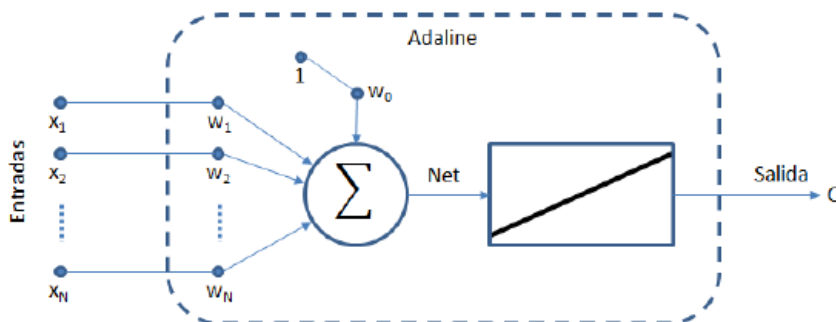 Adaline
1
w₀
x₁
w₁
x₂
w₂
Entradas
∑
Net
Salida
xN
wN